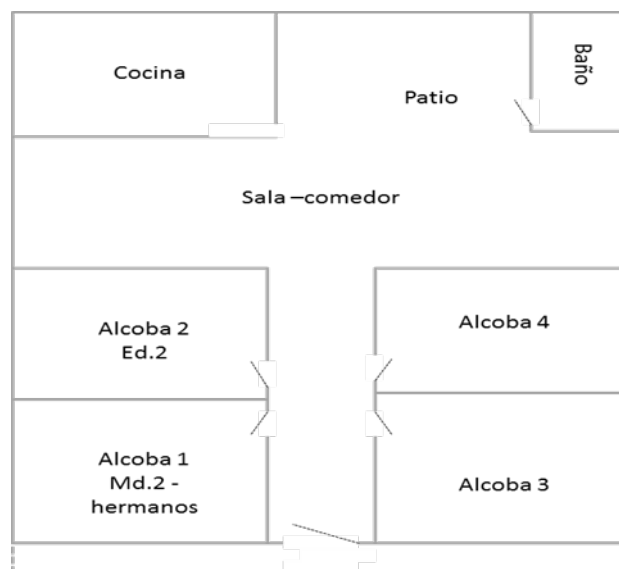 Cocina
Patio
Baño
Sala –comedor
Alcoba 2
Ed.2
Alcoba 4
Alcoba 1
Md.2 -
hermanos
Alcoba 3